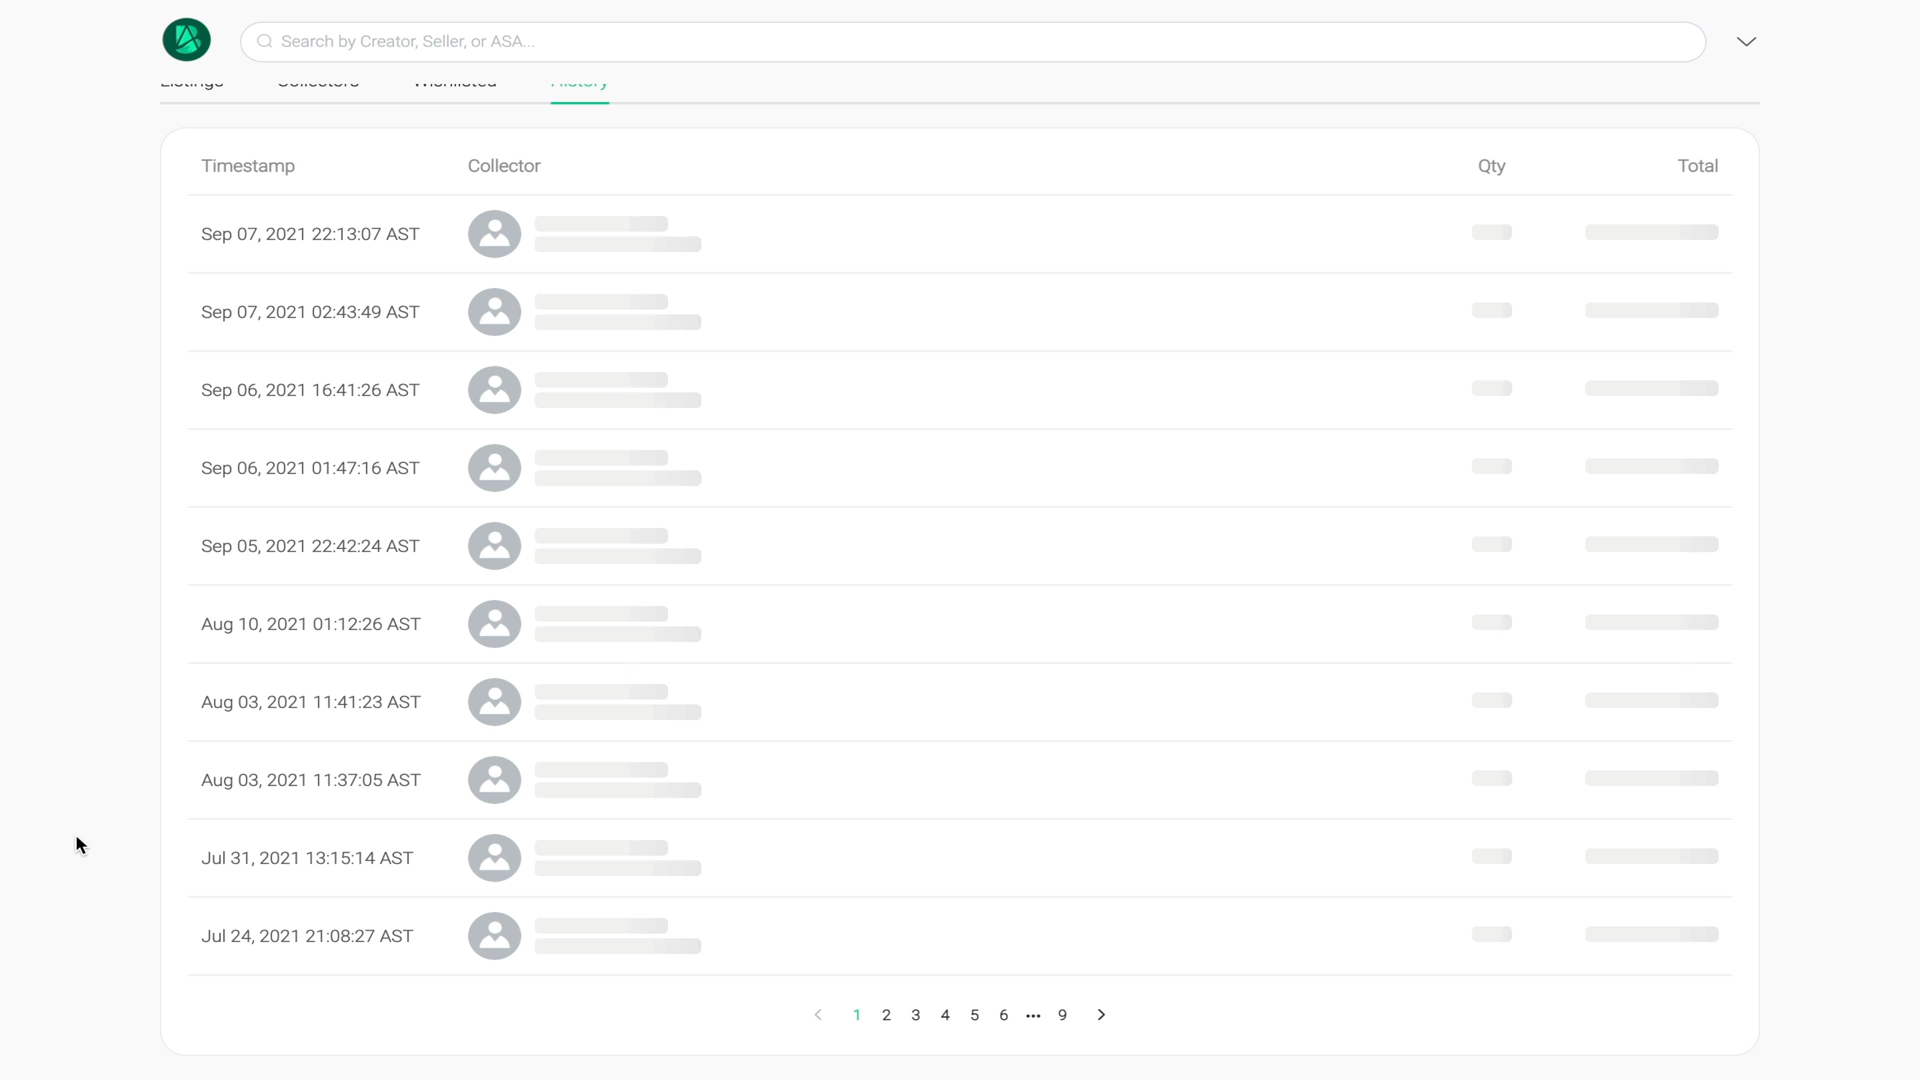 Search by Creator, Seller, or ASA...
Listings Collectors Wishlisted History
Timestamp Collector Qty Total
Sep 07, 2021 22:13:07 AST
Sep 07, 2021 02:43:49 AST
Sep 06, 2021 16:41:26 AST
Sep 06, 2021 01:47:16 AST
Sep 05, 2021 22:42:24 AST
Aug 10, 2021 01:12:26 AST
Aug 03, 2021 11:41:23 AST
Aug 03, 2021 11:37:05 AST
Jul 31, 2021 13:15:14 AST
Jul 24, 2021 21:08:27 AST
1 2 3 4 5 6 ••• 9